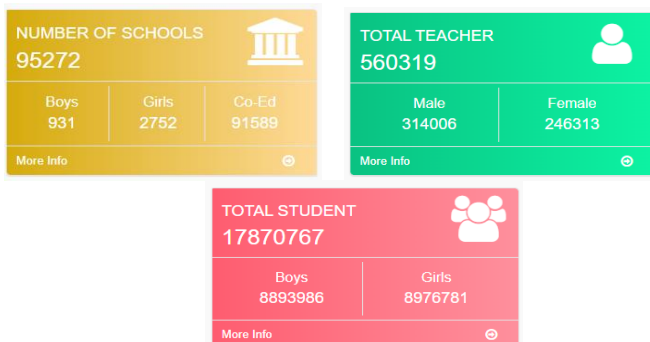 NUMBER OF SCHOOLS
95272
Boys Girls Co-Ed
931 2752 91589
More Info
TOTAL TEACHER
560319
Male Female
314006 246313
More Info
TOTAL STUDENT
17870767
Boys Girls
8893986 8976781
More Info